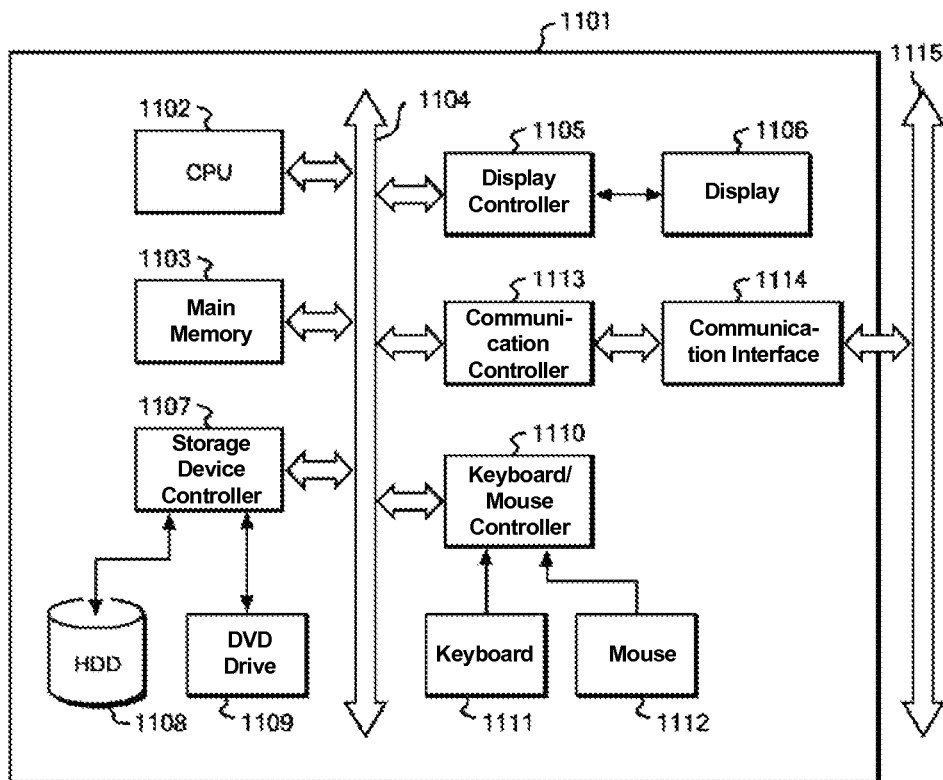 1101
1115
1102
CPU
1104
1105
Display
Controller
1106
Display
1103
Main
Memory
1113
Communi-
cation
Controller
1114
Communica-
tion Interface
1107
Storage
Device
Controller
1110
Keyboard/
Mouse
Controller
HDD
1108
DVD
Drive
1109
Keyboard
1111
Mouse
1112